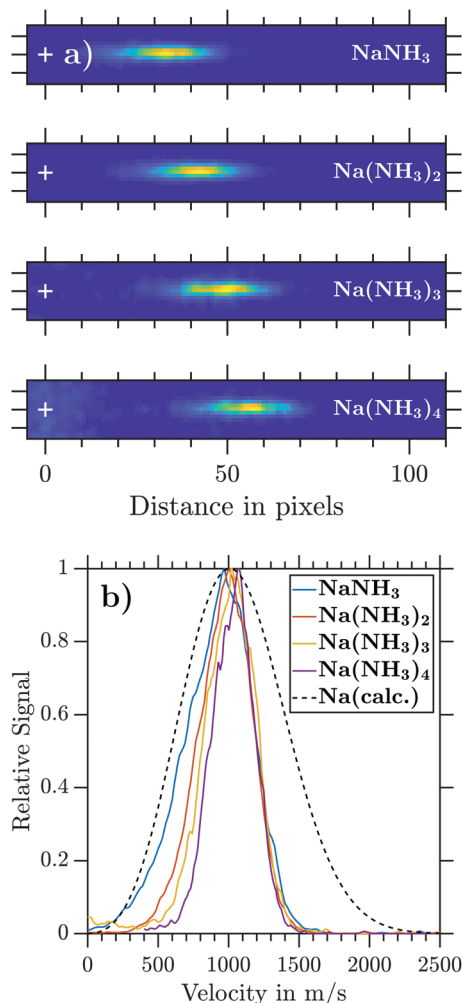 a) NaNH₃
Na(NH₃)₂
Na(NH₃)₃
Na(NH₃)₄
0 50 100
Distance in pixels
b)
NaNH₃
Na(NH₃)₂
Na(NH₃)₃
Na(NH₃)₄
Na(calc.)
1
0.8
0.6
0.4
0.2
0
Relative Signal
0 500 1000 1500 2000 2500
Velocity in m/s